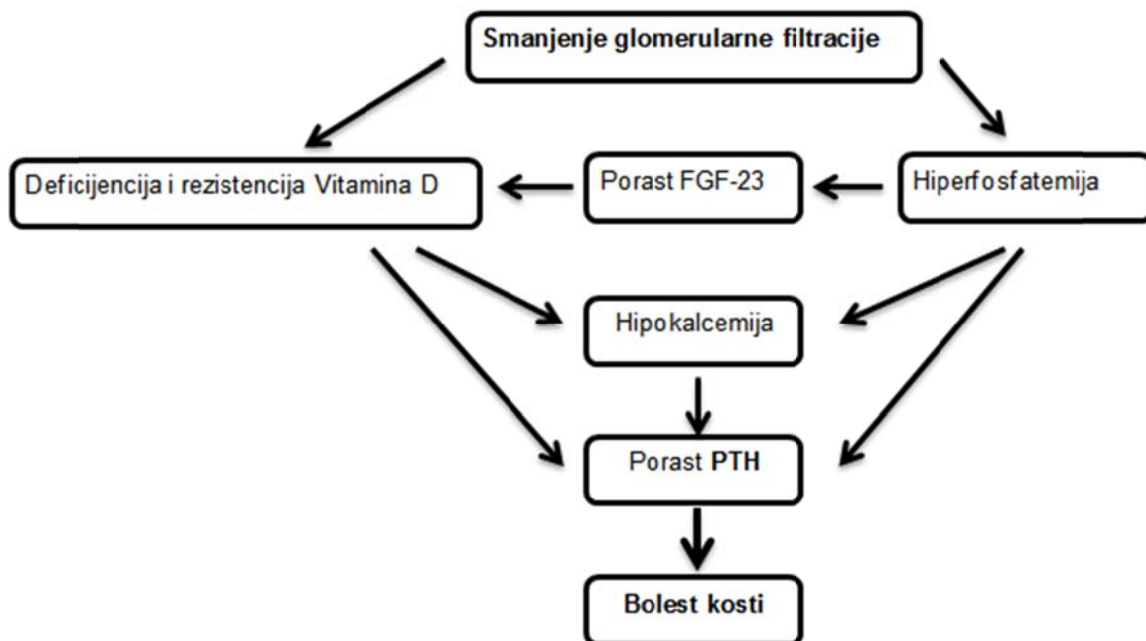 Smanjenje glomerularne filtracije
Deficijencija i rezistencija Vitamina D
Porast FGF-23
Hiperfosfatemija
Hipokalcemija
Porast PTH
Bolest kosti